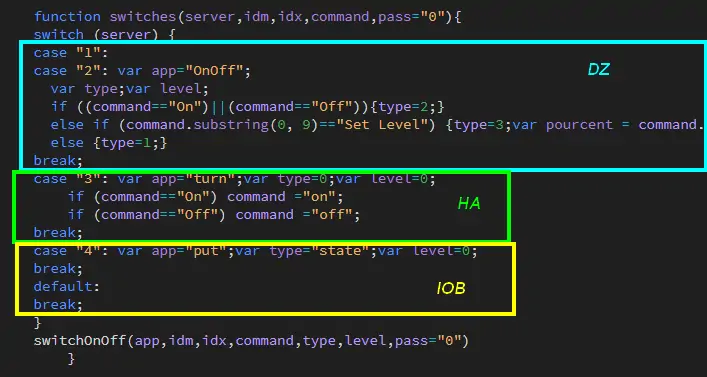 function switches(server,idm,idx,command,pass="0"){
switch (server) {
case "1":
case "2": var app="OnOff";
DZ
var type;var level;
if ((command=="On")||(command=="Off")){type=2;}
else if (command.substring(0, 9)=="Set Level") {type=3;var pourcent = command.
else {type=1;}
break;
case "3": var app="turn";var type=0;var level=0;
if (command=="On") command ="on";
HA
if (command=="Off") command ="off";
break;
case "4": var app="put";var type="state";var level=0;
break;
default:
IOB
break;
}
switchOnOff(app,idm,idx,command,type,level,pass="0")
}